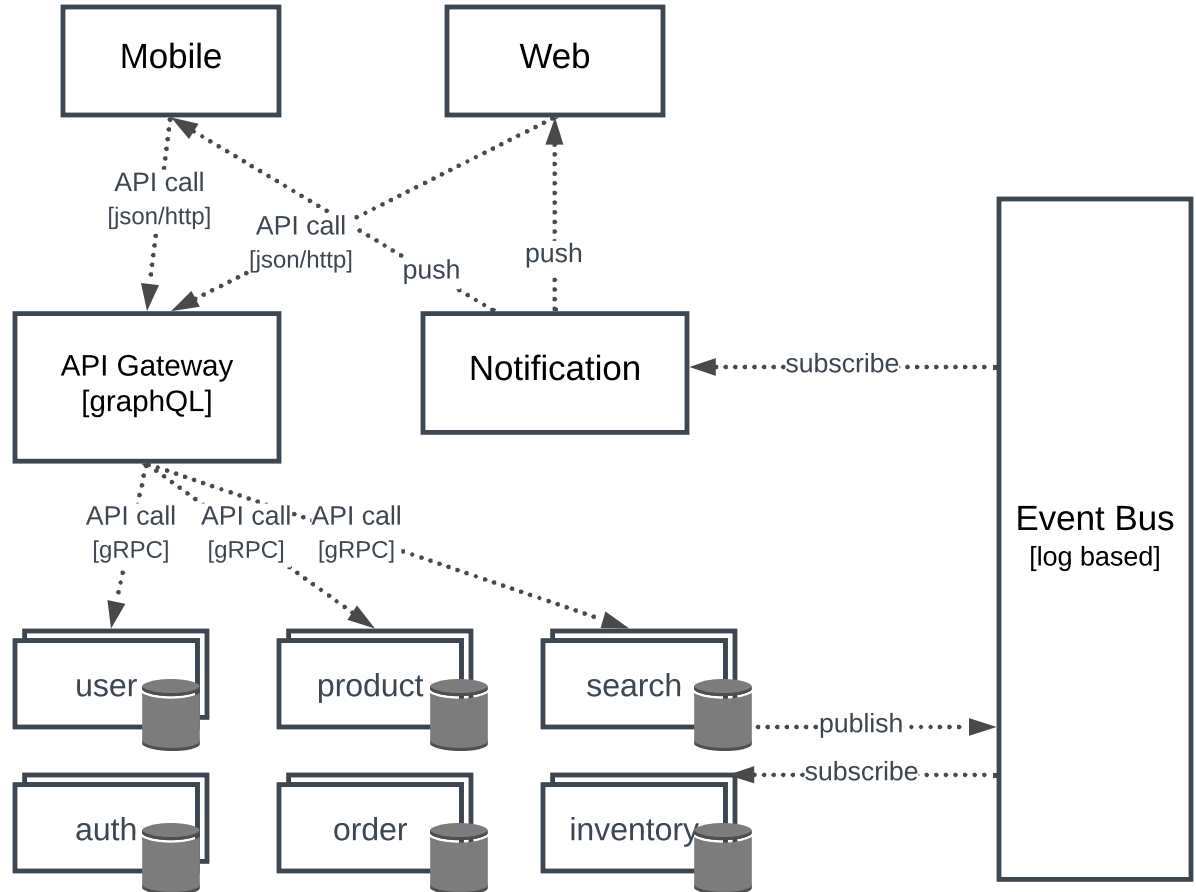 Mobile
Web
API call
[json/http]
API call
[json/http]
push
push
API Gateway
[graphQL]
Notification
subscribe
Event Bus
[log based]
API call
[gRPC]
API call
[gRPC]
API call
[gRPC]
user
product
search
publish
subscribe
auth
order
inventory